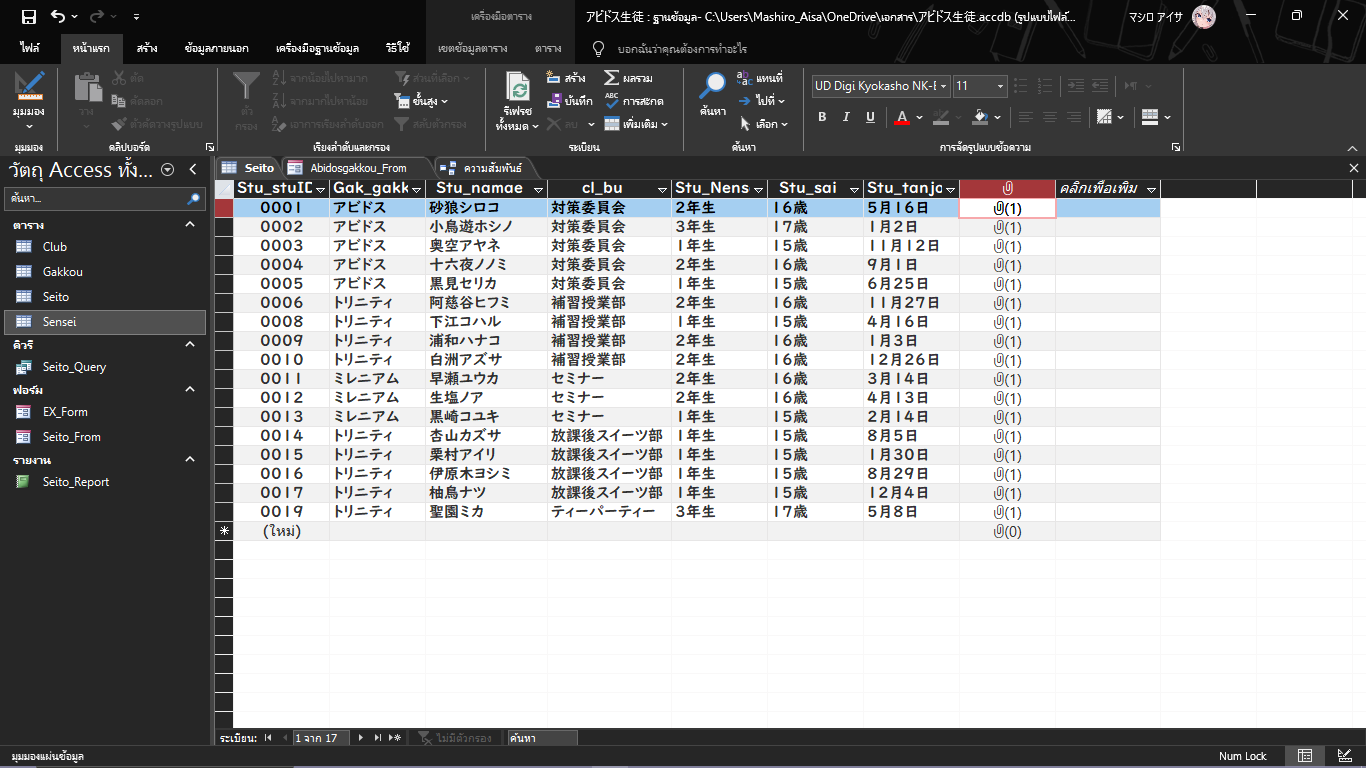 เครื่องมือตาราง
アビドス生徒 : ฐานข้อมูล- C:\Users\Mashiro_Aisa\OneDrive\เอกสาร\アビドス生徒.accdb (รูปแบบไฟล์...
マシロ アイサ
ไฟล์ หน้าแรก สร้าง ข้อมูลภายนอก เครื่องมือฐานข้อมูล วิธีใช้ เขตข้อมูลตาราง ตาราง บอกฉันว่าคุณต้องการทำอะไร
มุมมอง
วาง
ตัด
คัดลอก
ตัวคัดวางรูปแบบ
ตัวกรอง
จากน้อยไปหามาก
จากมากไปหาน้อย
เอาการเรียงลำดับออก
ส่วนที่เลือก
ขั้นสูง
สลับตัวกรอง
รีเฟรชทั้งหมด
สร้าง
บันทึก
ลบ
ผลรวม
การสะกด
เพิ่มเติม
ค้นหา
แทนที่
ไปที่
เลือก
UD Digi Kyokasho NK-B 11
B I U A
มุมมอง คลิปบอร์ด เรียงลำดับและกรอง ระเบียน ค้นหา การจัดรูปแบบข้อความ
วัตถุ Access ทั้ง...
ค้นหา...
ตาราง
Club
Gakkou
Seito
Sensei
คิวรี
Seito_Query
ฟอร์ม
EX_Form
Seito_From
รายงาน
Seito_Report
Seito Abidosgakkou_From ความสัมพันธ์
Stu_stuID Gak_gakk Stu_namae cl_bu Stu_Nens Stu_sai Stu_tanjo คลิกเพื่อเพิ่ม
0001 アビドス 砂狼シロコ 対策委員会 2年生 16歳 5月16日 (1)
0002 アビドス 小鳥遊ホシノ 対策委員会 3年生 17歳 1月2日 (1)
0003 アビドス 奥空アヤネ 対策委員会 1年生 15歳 11月12日 (1)
0004 アビドス 十六夜ノノミ 対策委員会 2年生 16歳 9月1日 (1)
0005 アビドス 黒見セリカ 対策委員会 1年生 15歳 6月25日 (1)
0006 トリニティ 阿慈谷ヒフミ 補習授業部 2年生 16歳 11月27日 (1)
0008 トリニティ 下江コハル 補習授業部 1年生 15歳 4月16日 (1)
0009 トリニティ 浦和ハナコ 補習授業部 2年生 16歳 1月3日 (1)
0010 トリニティ 白洲アズサ 補習授業部 2年生 16歳 12月26日 (1)
0011 ミレニアム 早瀬ユウカ セミナー 2年生 16歳 3月14日 (1)
0012 ミレニアム 生塩ノア セミナー 2年生 16歳 4月13日 (1)
0013 ミレニアム 黒崎コユキ セミナー 1年生 15歳 2月14日 (1)
0014 トリニティ 杏山カズサ 放課後スイーツ部 1年生 15歳 8月5日 (1)
0015 トリニティ 栗村アイリ 放課後スイーツ部 1年生 15歳 1月30日 (1)
0016 トリニティ 伊原木ヨシミ 放課後スイーツ部 1年生 15歳 8月29日 (1)
0017 トリニティ 柚鳥ナツ 放課後スイーツ部 1年生 15歳 12月4日 (1)
0019 トリニティ 聖園ミカ ティーパーティー 3年生 17歳 5月8日 (1)
(ใหม่) (0)
ระเบียน: 1 จาก 17 ไม่มีตัวกรอง ค้นหา
มุมมองแผ่นข้อมูล Num Lock